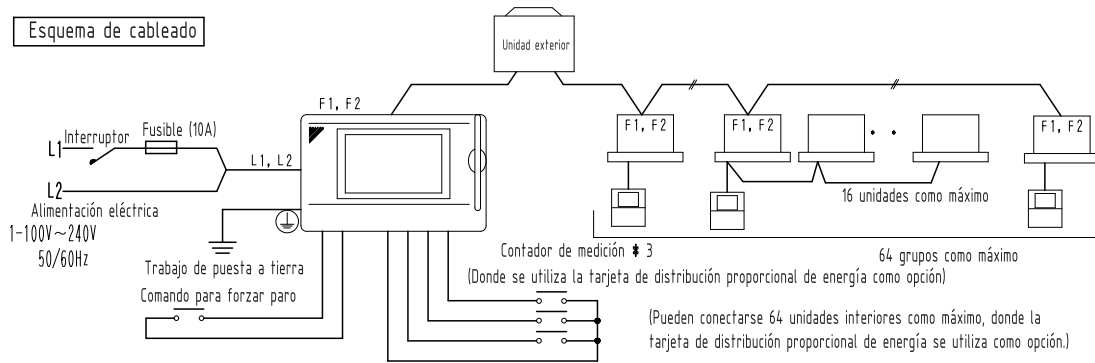 Esquema de cableado
Unidad exterior
F1, F2
Interruptor
Fusible (10A)
L1
L1, L2
L2
Alimentación eléctrica
1-100V~240V
50/60Hz
F1, F2
F1, F2
F1, F2
16 unidades como máximo
Trabajo de puesta a tierra
Comando para forzar paro
Contador de medición * 3
(Donde se utiliza la tarjeta de distribución proporcional de energía como opción)
64 grupos como máximo
(Pueden conectarse 64 unidades interiores como máximo, donde la
tarjeta de distribución proporcional de energía se utiliza como opción.)